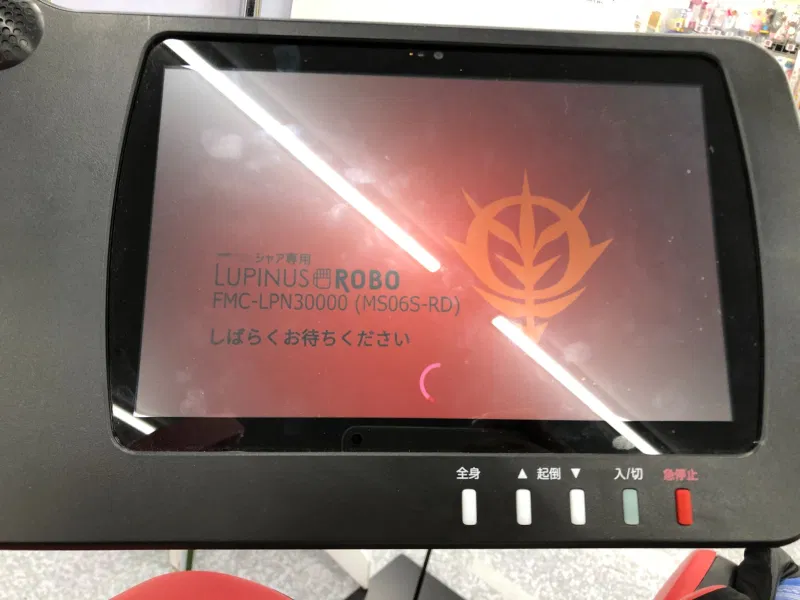 シャア専用
LUPINUS ROBO
FMC-LPN30000 (MS06S-RD)
しばらくお待ちください
全身 ▲ 起倒 ▼ 入/切 急停止